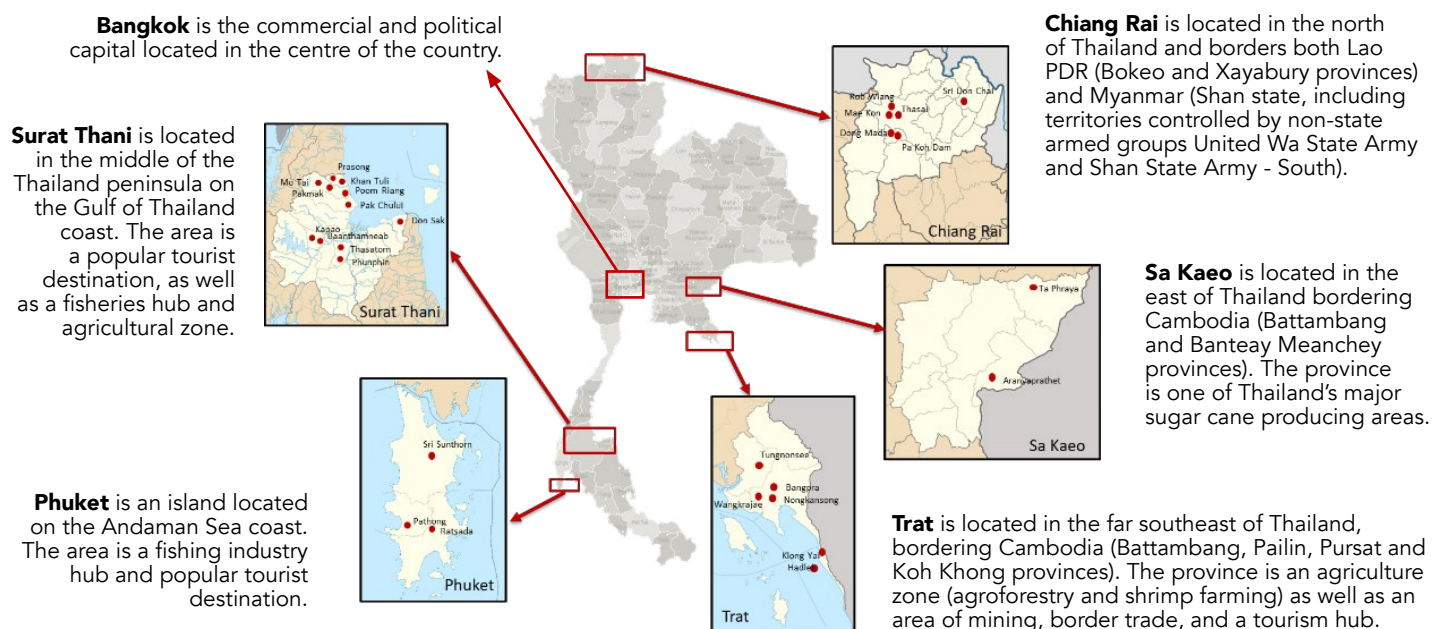 Bangkok is the commercial and political
capital located in the centre of the country.
Chiang Rai is located in the north
of Thailand and borders both Lao
PDR (Bokeo and Xayabury provinces)
and Myanmar (Shan state, including
territories controlled by non-state
armed groups United Wa State Army
and Shan State Army - South).
Rob Wiang
Sri Don Chai
Thasai
Mae Kon
Dong Mada
Pa Koh Dam
Chiang Rai
Surat Thani is located
in the middle of the
Thailand peninsula on
the Gulf of Thailand
coast. The area is
a popular tourist
destination, as well
as a fisheries hub and
agricultural zone.
Prasong
Mo Tai
Khan Tuli
Pakmak
Poom Riang
Pak Chului
Don Sak
Kapao
Baanthamneab
Thasatorn
Phunphin
Surat Thani
Sa Kaeo is located in the
east of Thailand bordering
Cambodia (Battambang
and Banteay Meanchey
provinces). The province
is one of Thailand's major
sugar cane producing areas.
Ta Phraya
Aranyaprathet
Sa Kaeo
Phuket is an island located
on the Andaman Sea coast.
The area is a fishing industry
hub and popular tourist
destination.
Sri Sunthorn
Pathong
Ratsada
Phuket
Tungnonsee
Bangpra
Wangkrajae
Nongkansong
Klong Yai
Hadlek
Trat
Trat is located in the far southeast of Thailand,
bordering Cambodia (Battambang, Pailin, Pursat and
Koh Khong provinces). The province is an agriculture
zone (agroforestry and shrimp farming) as well as an
area of mining, border trade, and a tourism hub.